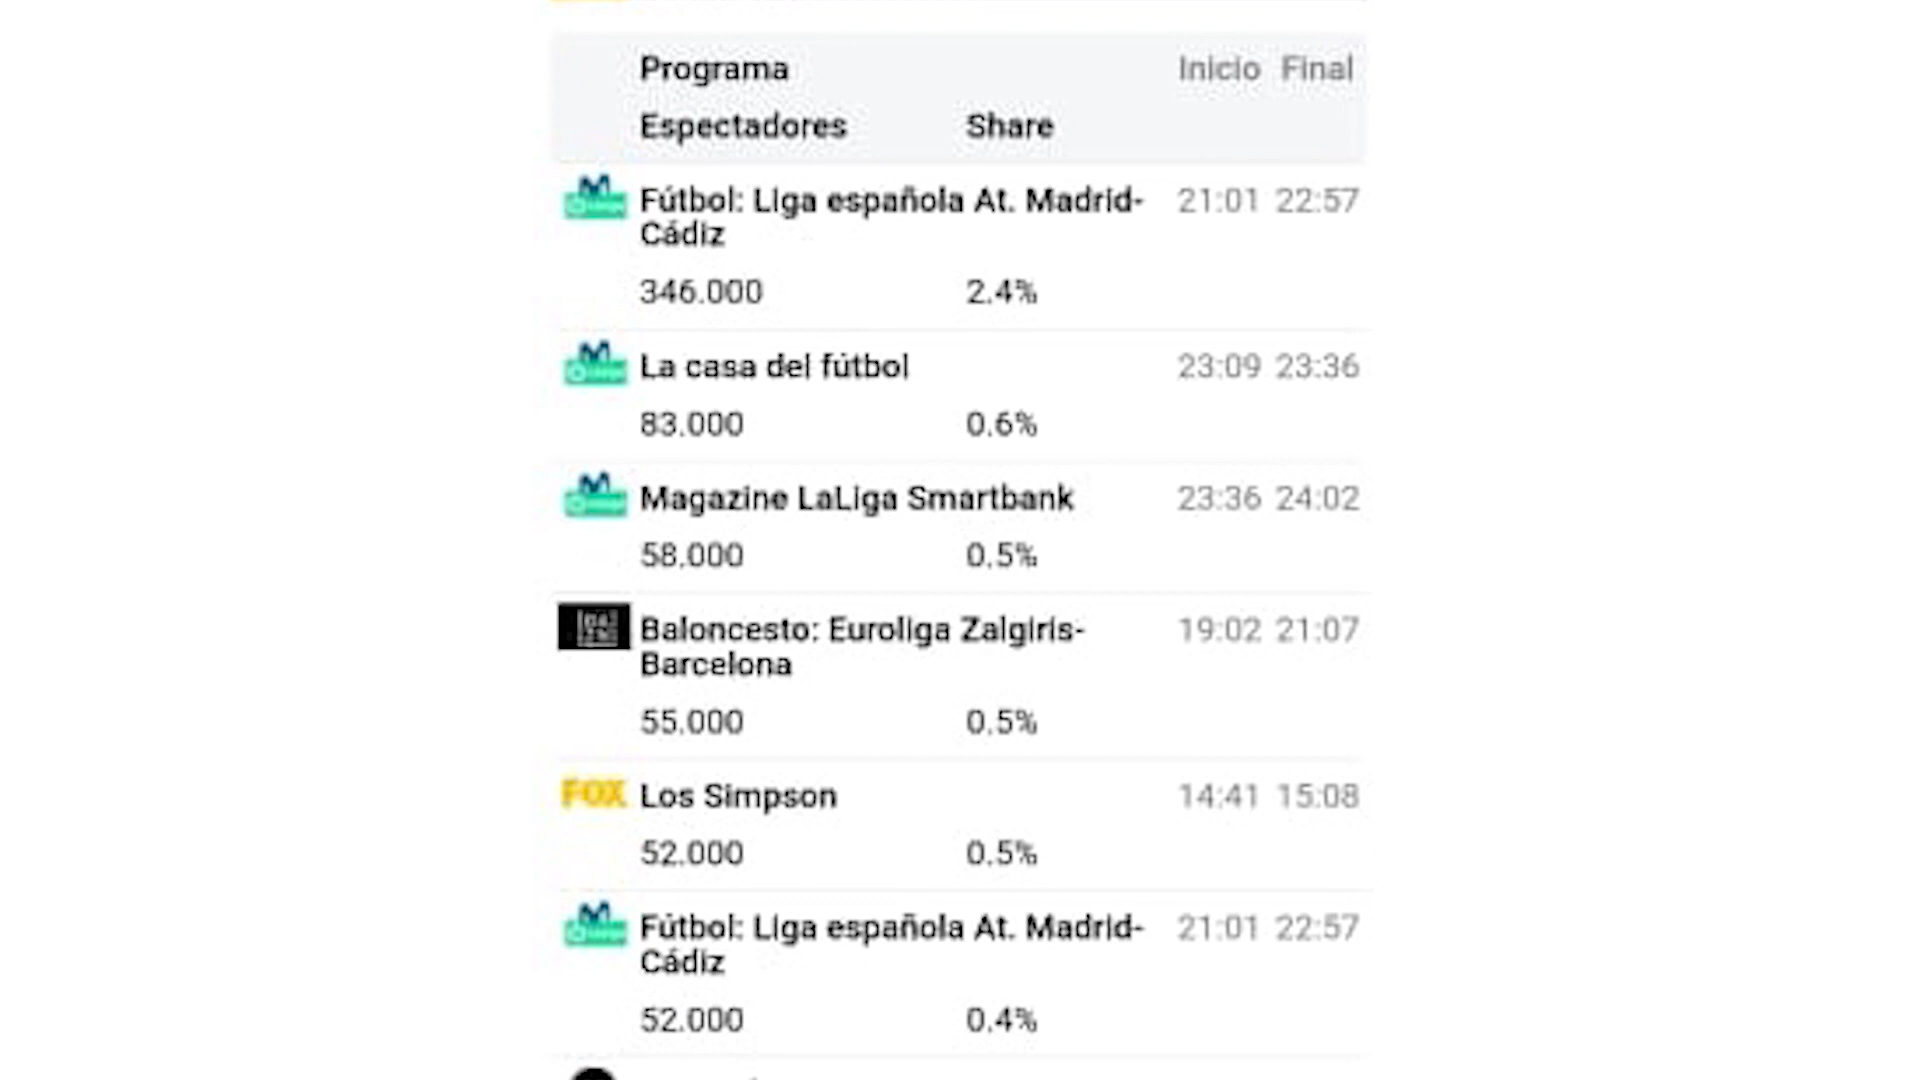 Programa Inicio Final
Espectadores Share
Fútbol: Liga española At. Madrid- 21:01 22:57
Cádiz
346.000 2.4%
La casa del fútbol 23:09 23:36
83.000 0.6%
Magazine LaLiga Smartbank 23:36 24:02
58.000 0.5%
Baloncesto: Euroliga Zalgiris- 19:02 21:07
Barcelona
55.000 0.5%
FOX Los Simpson 14:41 15:08
52.000 0.5%
Fútbol: Liga española At. Madrid- 21:01 22:57
Cádiz
52.000 0.4%